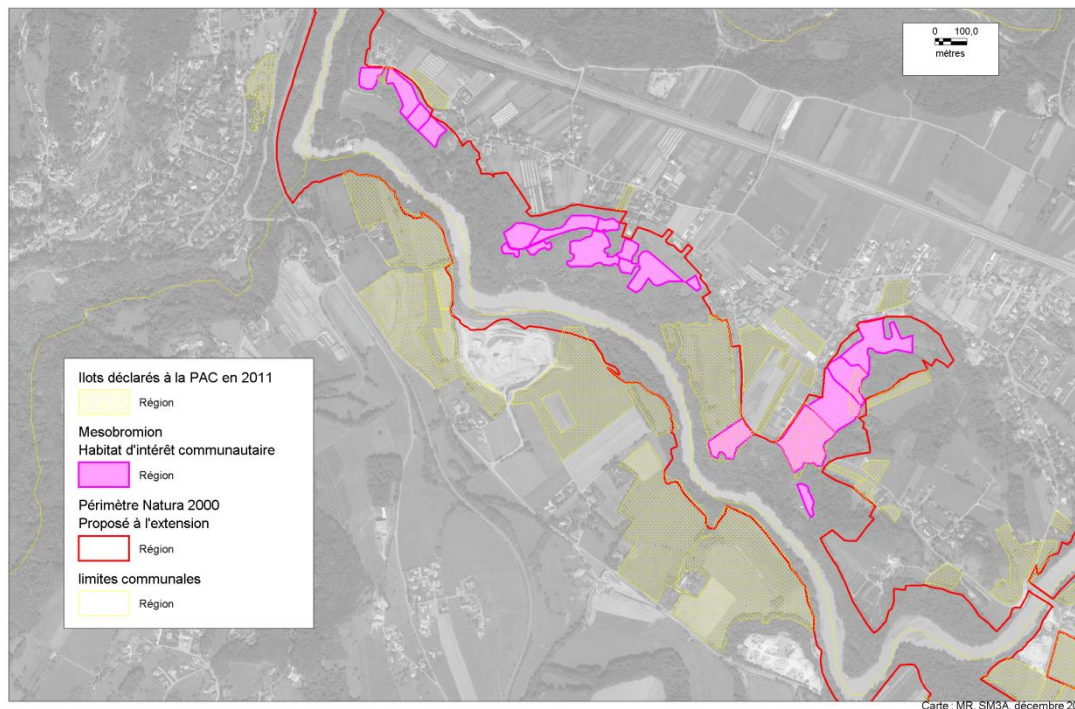 0 100,0
mètres
Ilots déclarés à la PAC en 2011
Région
Mesobromion
Habitat d'intérêt communautaire
Région
Périmètre Natura 2000
Proposé à l'extension
Région
limites communales
Région
Carte : MR, SM3A, décembre 20